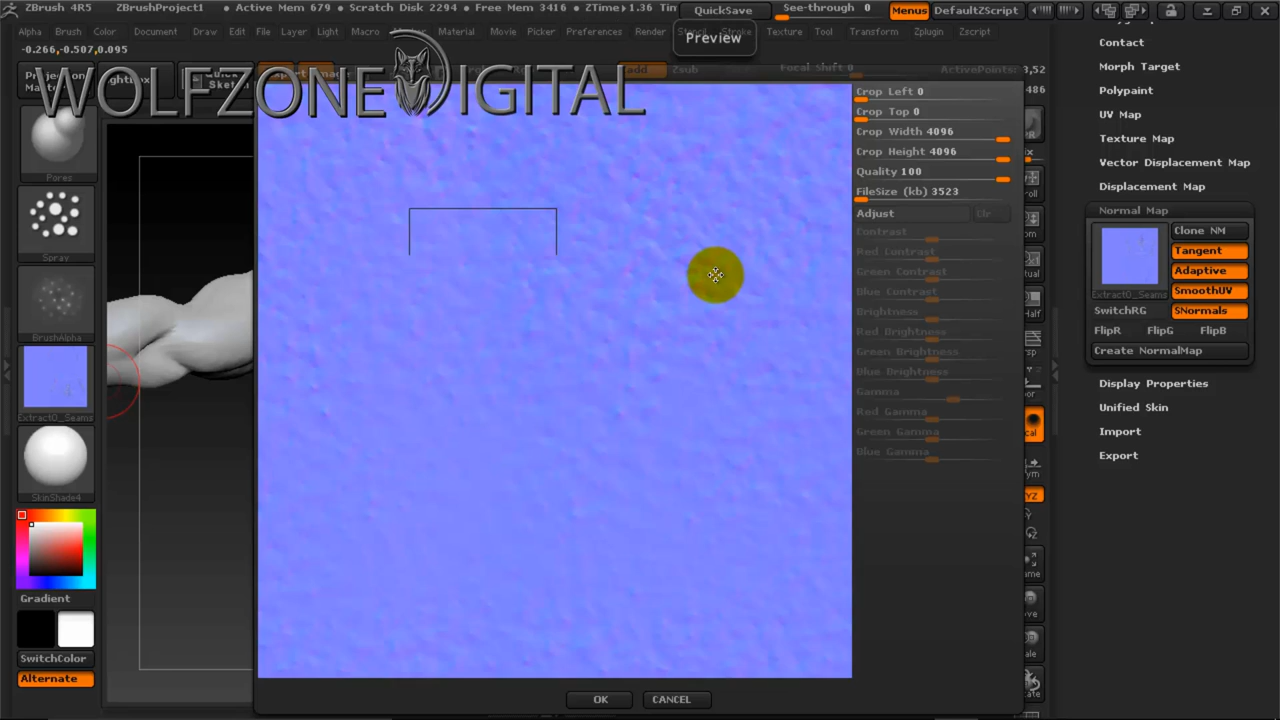 ZBrush 4R5 ZBrushProject1 • Active Mem 679 • Scratch Disk 2294 • Free Mem 3416 • ZTime▸1.36 QuickSave See-through 0 Menus DefaultZScript
Alpha Brush Color Document Draw Edit File Layer Light Macro Material Movie Picker Preferences Render Stencil Stroke Texture Tool Transform Zplugin Zscript
Preview
-0.266,-0.507,0.095
WOLFZONE DIGITAL
Zsub
Focal Shift 0
ActivePoints: 3,52
486
Pores
Spray
BrushAlpha
Extract0_Seams
SkinShade4
Gradient
SwitchColor
Alternate
Crop Left 0
Crop Top 0
Crop Width 4096
Crop Height 4096
Quality 100
FileSize (kb) 3523
Adjust Clr
Contrast
Red Contrast
Green Contrast
Blue Contrast
Brightness
Red Brightness
Green Brightness
Blue Brightness
Gamma
Red Gamma
Green Gamma
Blue Gamma
OK CANCEL
Contact
Morph Target
Polypaint
UV Map
Texture Map
Vector Displacement Map
Displacement Map
Normal Map
Clone NM
Tangent
Adaptive
SmoothUV
Extract0_Seams
SwitchRG SNormals
FlipR FlipG FlipB
Create NormalMap
Display Properties
Unified Skin
Import
Export